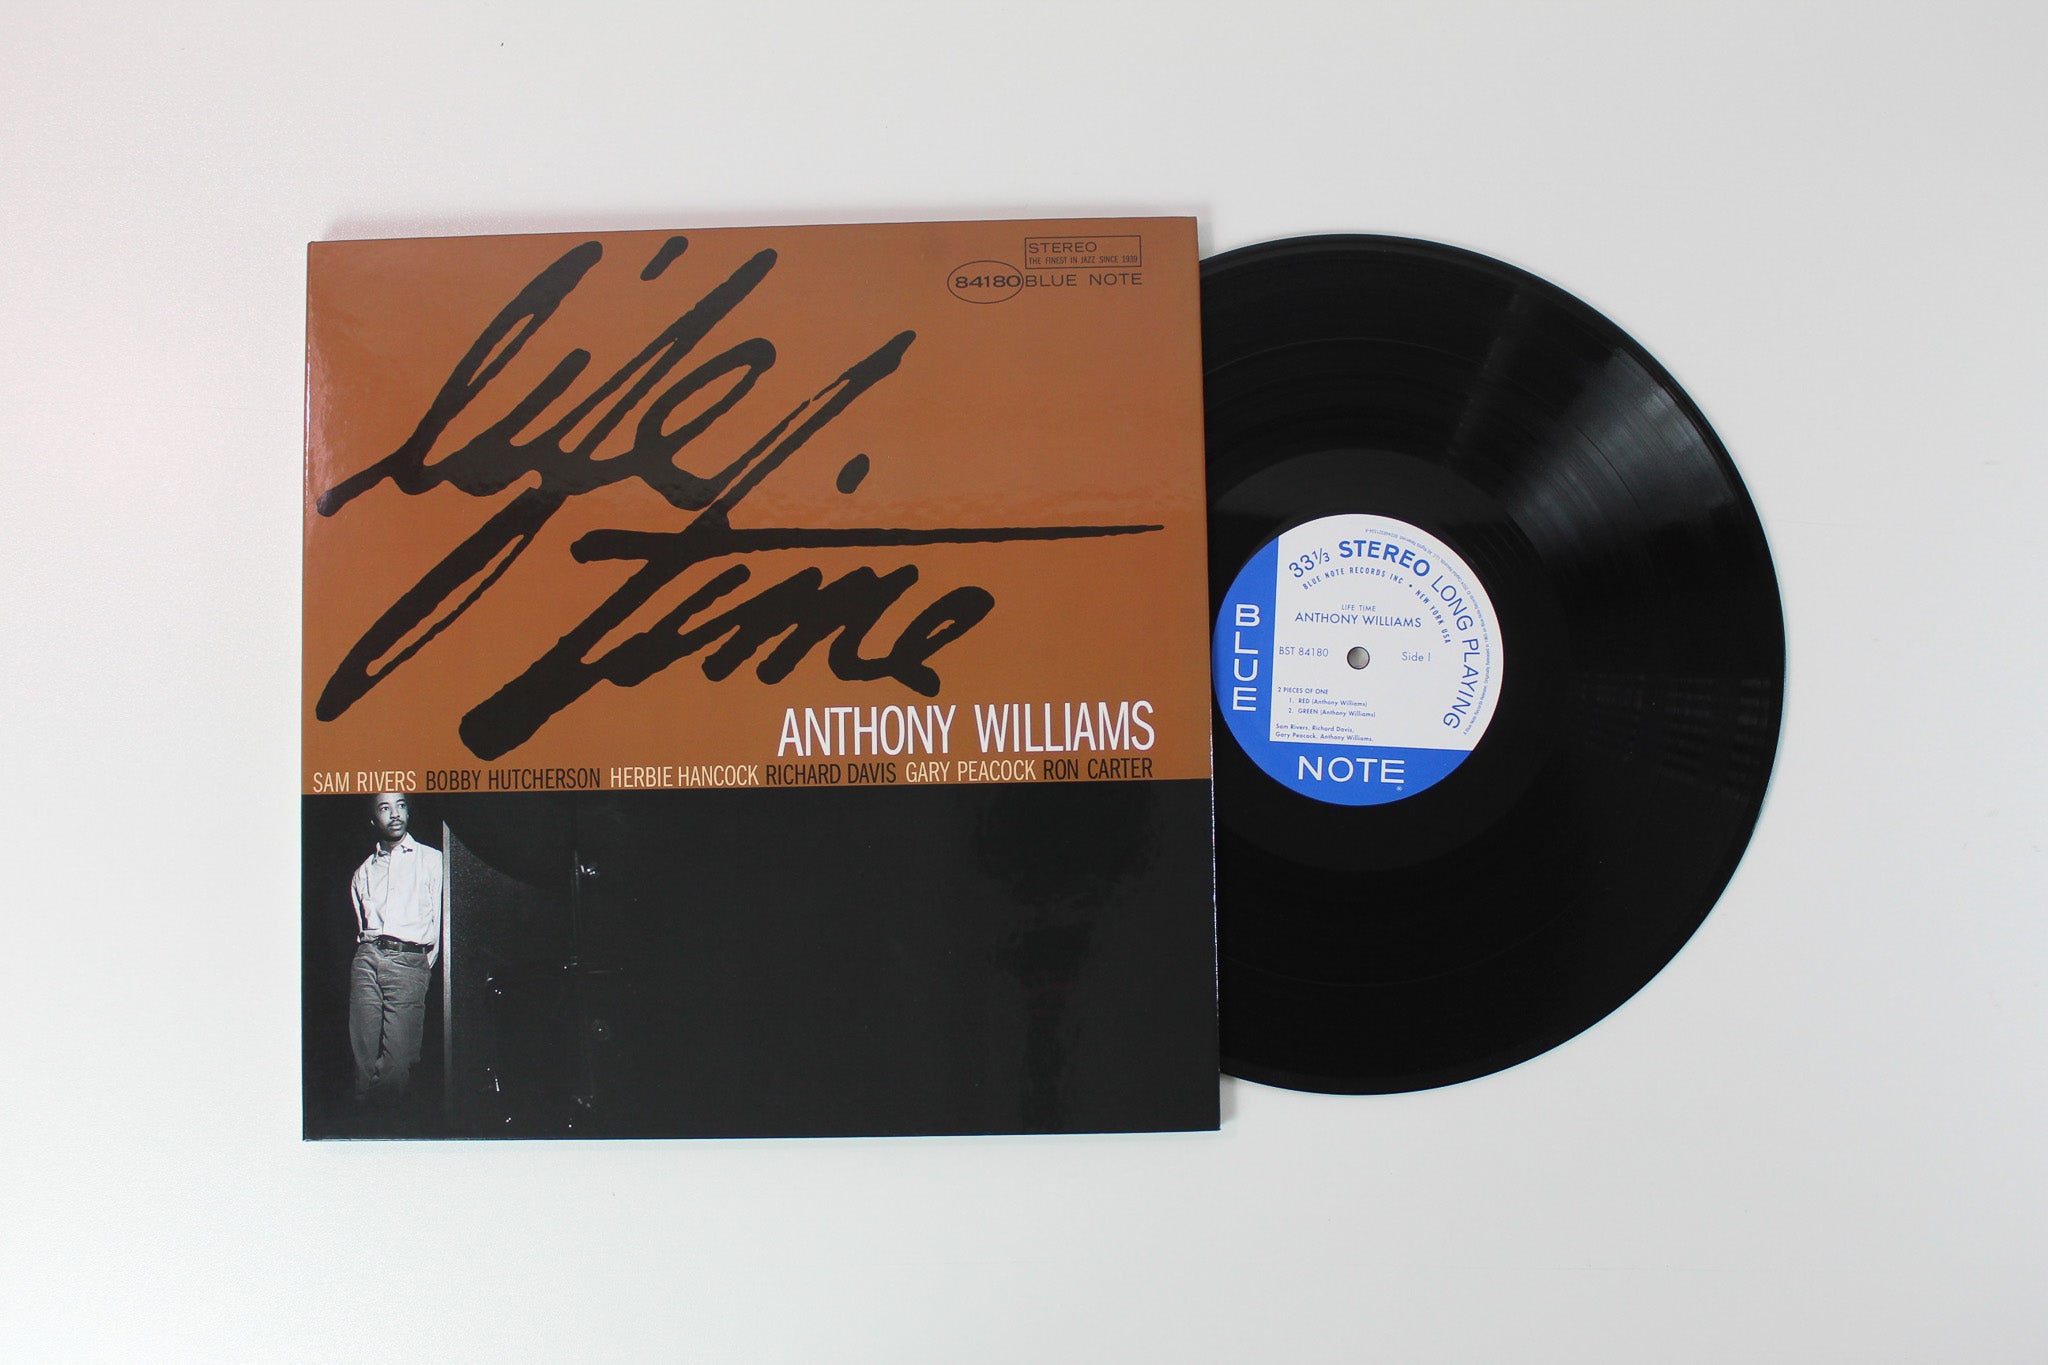 life
time
STEREO
THE FINEST IN JAZZ SINCE 1939
84180 BLUE NOTE
ANTHONY WILLIAMS
SAM RIVERS BOBBY HUTCHERSON HERBIE HANCOCK RICHARD DAVIS GARY PEACOCK RON CARTER
33 1/3 STEREO LONG PLAYING
BLUE NOTE RECORDS INC • NEW YORK USA
LIFE TIME
ANTHONY WILLIAMS
BST 84180
Side 1
2 PIECES OF ONE
1. RED (Anthony Williams)
2. GREEN (Anthony Williams)
Sam Rivers, Richard Davis,
Gary Peacock, Anthony Williams.
BLUE
NOTE®